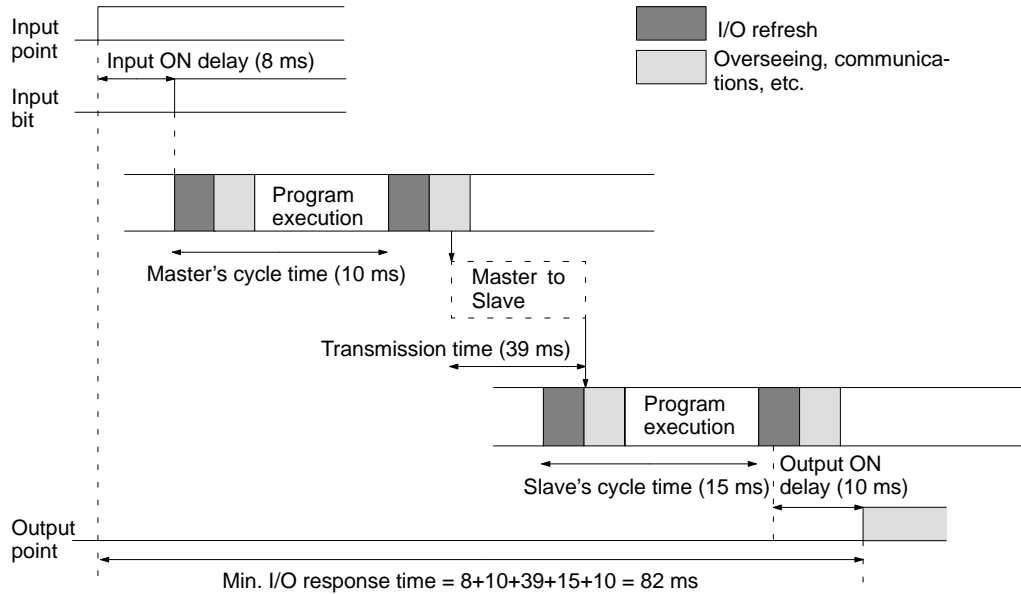 Input
point
I/O refresh
Overseeing, communica-
tions, etc.
Input ON delay (8 ms)
Input
bit
Program
execution
Master's cycle time (10 ms)
Master to
Slave
Transmission time (39 ms)
Program
execution
Slave's cycle time (15 ms)
Output ON
delay (10 ms)
Output
point
Min. I/O response time = 8+10+39+15+10 = 82 ms